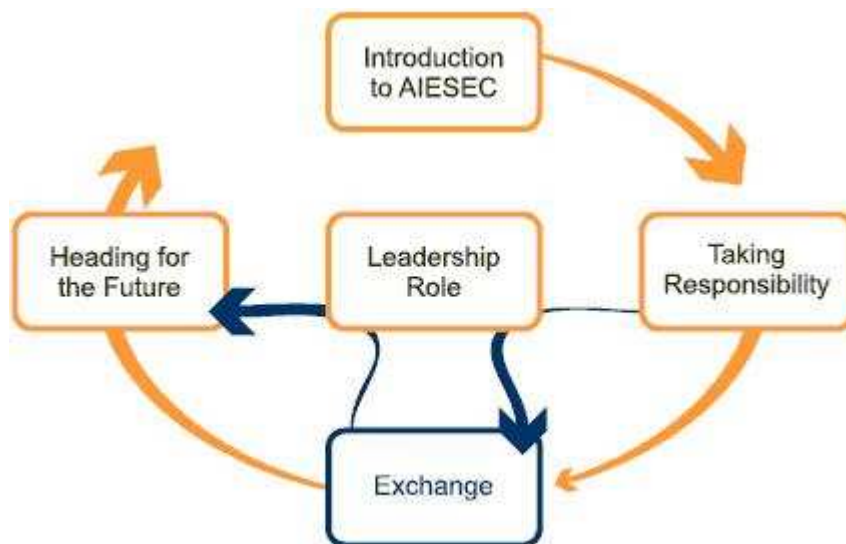 Introduction
to AIESEC
Heading for
the Future
Leadership
Role
Taking
Responsibility
Exchange